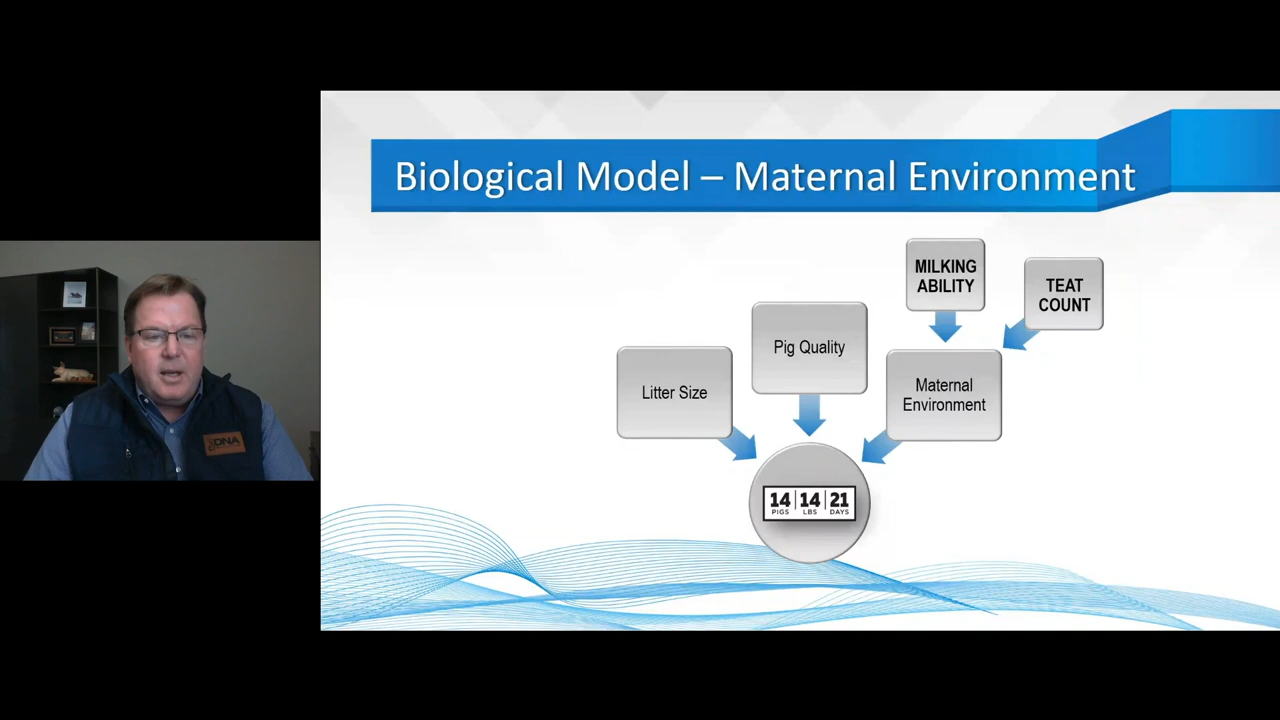 Biological Model – Maternal Environment
MILKING
ABILITY
TEAT
COUNT
Pig Quality
Litter Size
Maternal
Environment
14 | 14 | 21
PIGS LBS DAYS
DNA